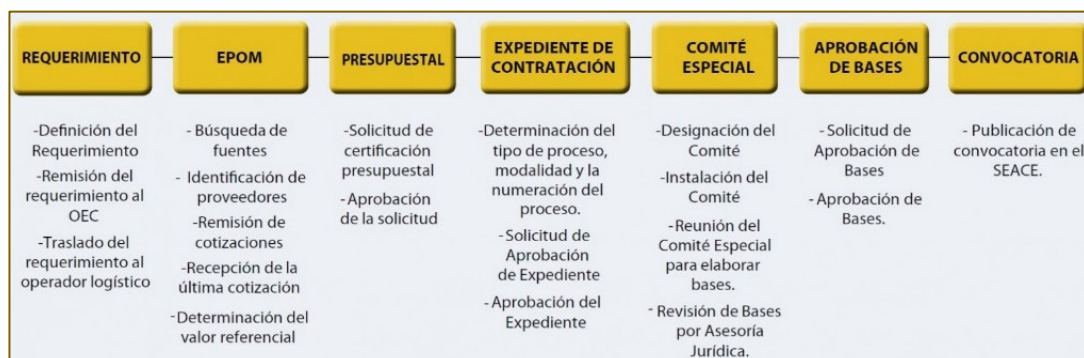 REQUERIMIENTO
EPOM
PRESUPUESTAL
EXPEDIENTE DE
CONTRATACIÓN
COMITÉ
ESPECIAL
APROBACIÓN
DE BASES
CONVOCATORIA
-Definición del
Requerimiento
-Remisión del
requerimiento al
OEC
-Traslado del
requerimiento al
operador logístico
- Búsqueda de
fuentes
- Identificación de
proveedores
-Remisión de
cotizaciones
-Recepción de la
última cotización
-Determinación del
valor referencial
-Solicitud de
certificación
presupuestal
-Aprobación
de la solicitud
-Determinación del
tipo de proceso,
modalidad y la
numeración del
proceso.
-Solicitud de
Aprobación
de Expediente
-Aprobación del
Expediente
-Designación del
Comité
-Instalación del
Comité
-Reunión del
Comité Especial
para elaborar
bases.
- Revisión de Bases
por Asesoría
Jurídica.
- Solicitud de
Aprobación de
Bases
-Aprobación de
Bases.
- Publicación de
convocatoria en el
SEACE.